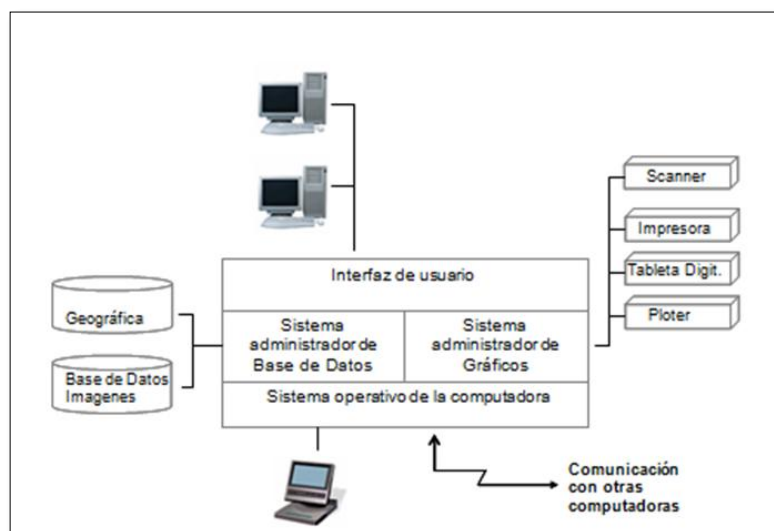 Scanner
Impresora
Tableta Digit.
Ploter
Interfaz de usuario
Geográfica
Base de Datos
Imagenes
Sistema
administrador de
Base de Datos
Sistema
administrador de
Gráficos
Sistema operativo de la computadora
Comunicación
con otras
computadoras